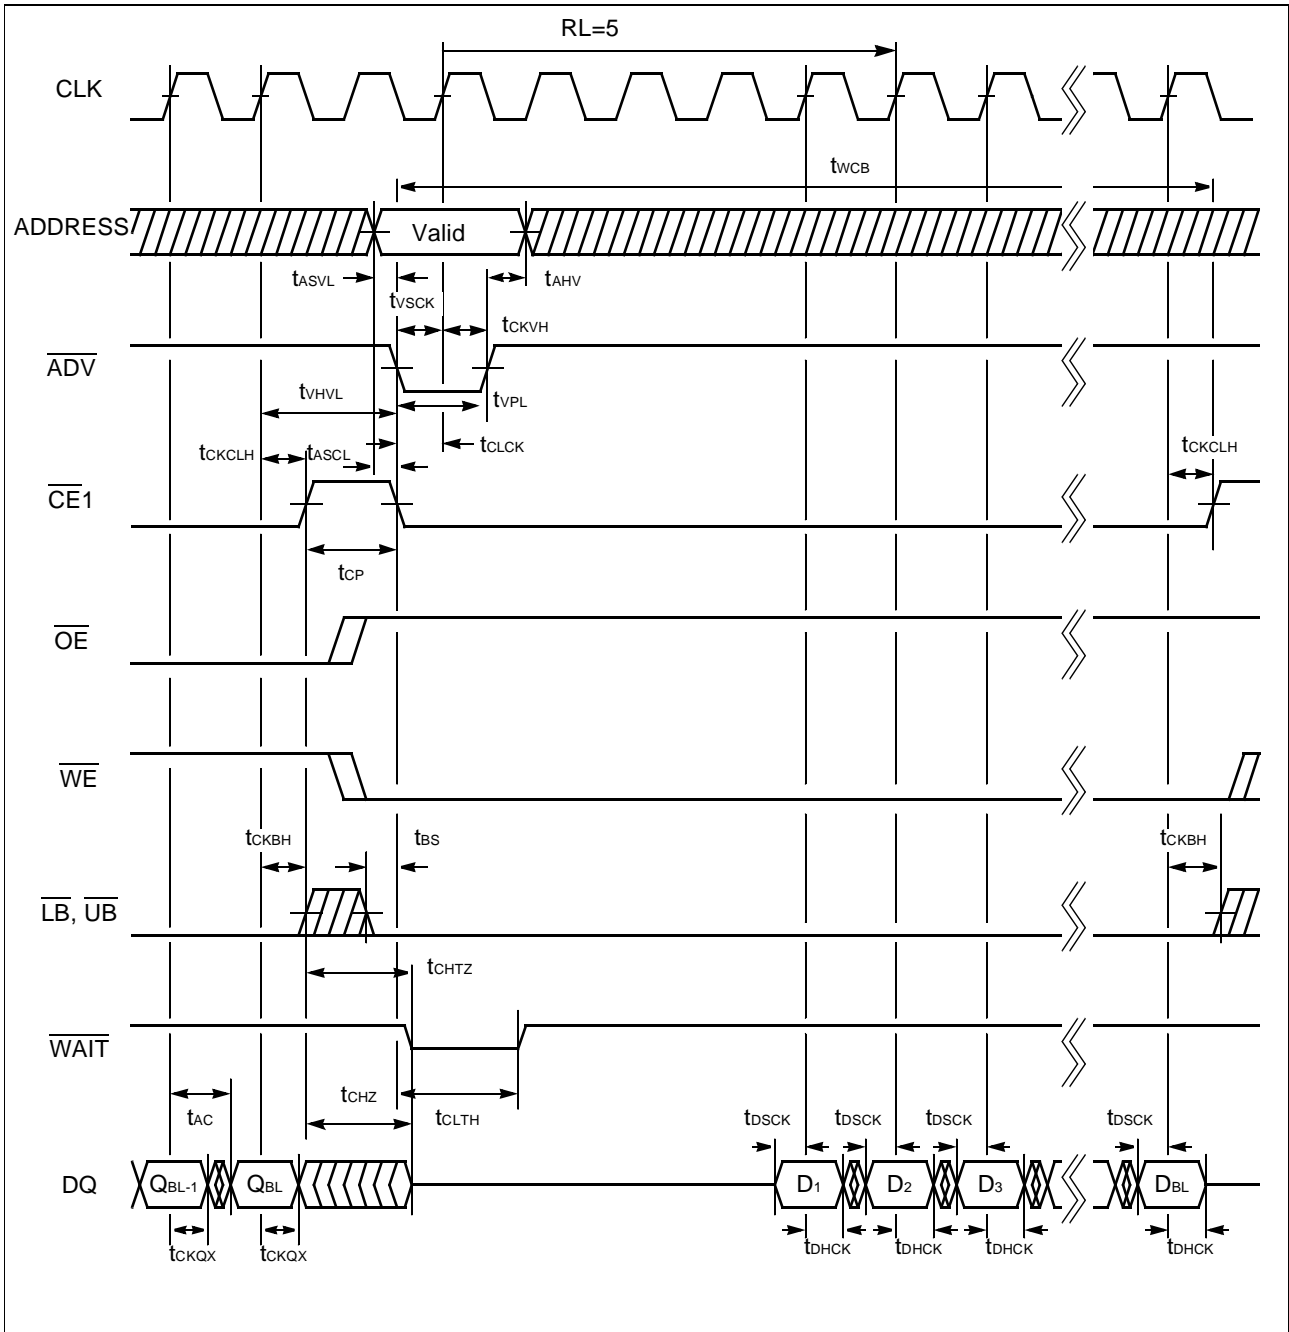 RL=5
CLK
tWCB
ADDRESS
Valid
tASVL
tAHV
tVSCK
tCKVH
ADV
tVHVL
tVPL
tCKCLH
tASCL
tCLCK
tCKCLH
CE1
tCP
OE
WE
tCKBH
tBS
tCKBH
LB, UB
tCHTZ
WAIT
tAC
tCHZ
tCLTH
tDSCK
tDSCK
tDSCK
tDSCK
DQ
QBL-1
QBL
D1
D2
D3
DBL
tCKQX
tCKQX
tDHCK
tDHCK
tDHCK
tDHCK